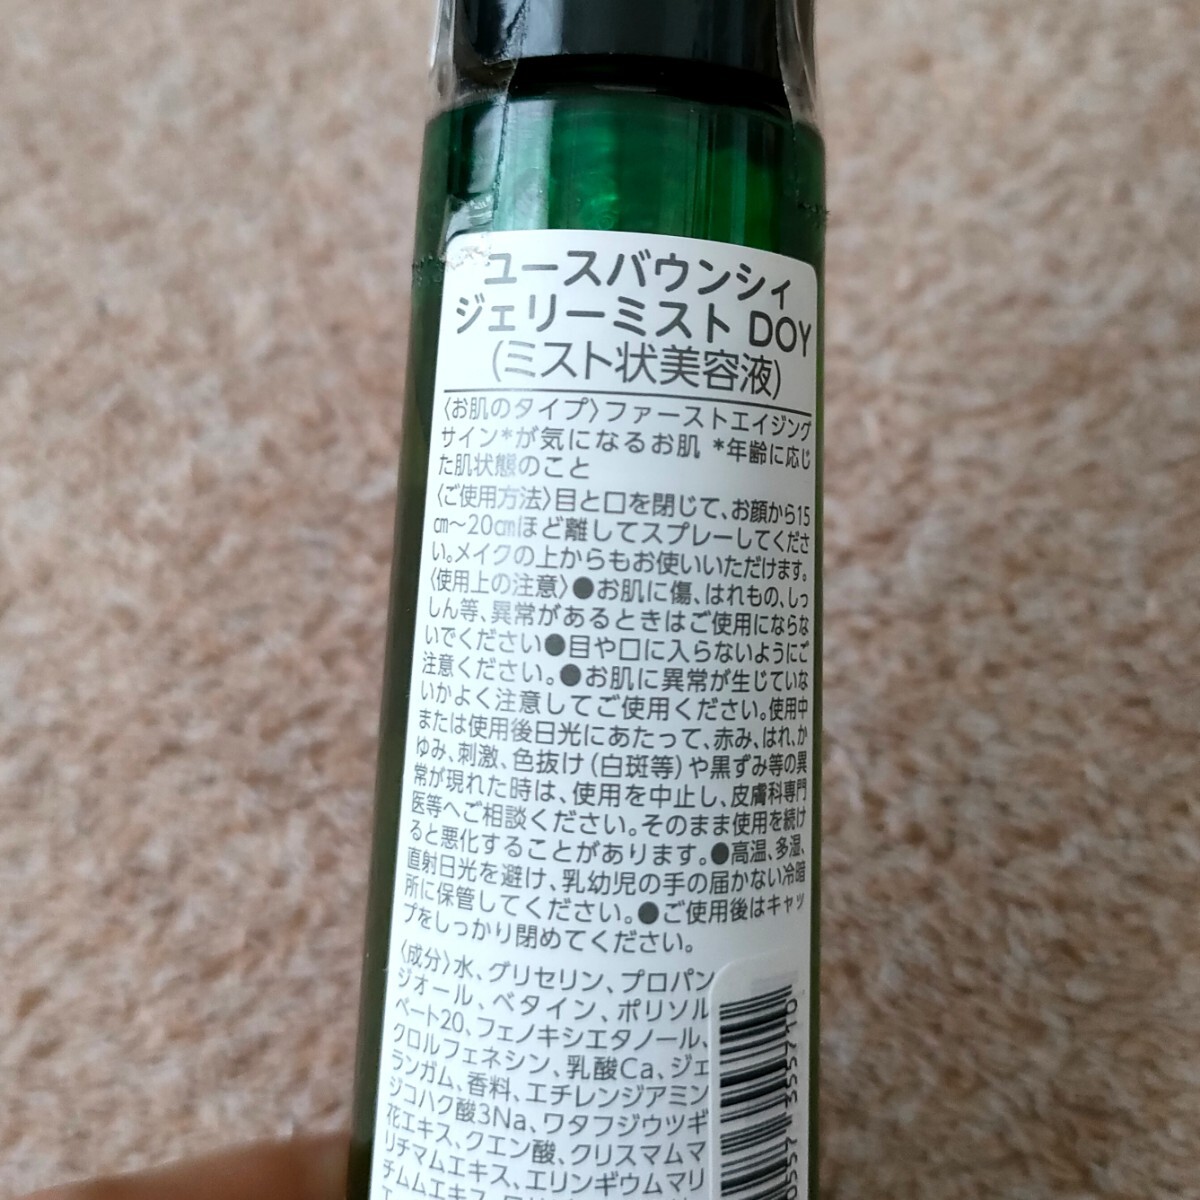 ユースバウンシィ
ジェリーミスト DOY
(ミスト状美容液)
〈お肌のタイプ〉ファーストエイジング
サイン*が気になるお肌 *年齢に応じ
た肌状態のこと
〈ご使用方法〉目と口を閉じて、お顔から15
㎝～20㎝ほど離してスプレーしてくださ
い。メイクの上からもお使いいただけます。
〈使用上の注意〉●お肌に傷、はれもの、しっ
しん等、異常があるときはご使用にならな
いでください●目や口に入らないようにご
注意ください。●お肌に異常が生じていな
いかよく注意してご使用ください。使用中
または使用後日光にあたって、赤み、はれ、か
ゆみ、刺激、色抜け(白斑等)や黒ずみ等の異
常が現れた時は、使用を中止し、皮膚科専門
医等へご相談ください。そのまま使用を続け
ると悪化することがあります。●高温、多湿、
直射日光を避け、乳幼児の手の届かない冷暗
所に保管してください。●ご使用後はキャッ
プをしっかり閉めてください。
〈成分〉水、グリセリン、プロパン
ジオール、ベタイン、ポリソル
ベート20、フェノキシエタノール、
クロルフェネシン、乳酸Ca、ジェ
ランガム、香料、エチレンジアミン
ジコハク酸3Na、ワタフジウツギ
花エキス、クエン酸、クリスマムマ
リチマムエキス、エリンギウムマリ
チムムエキス、